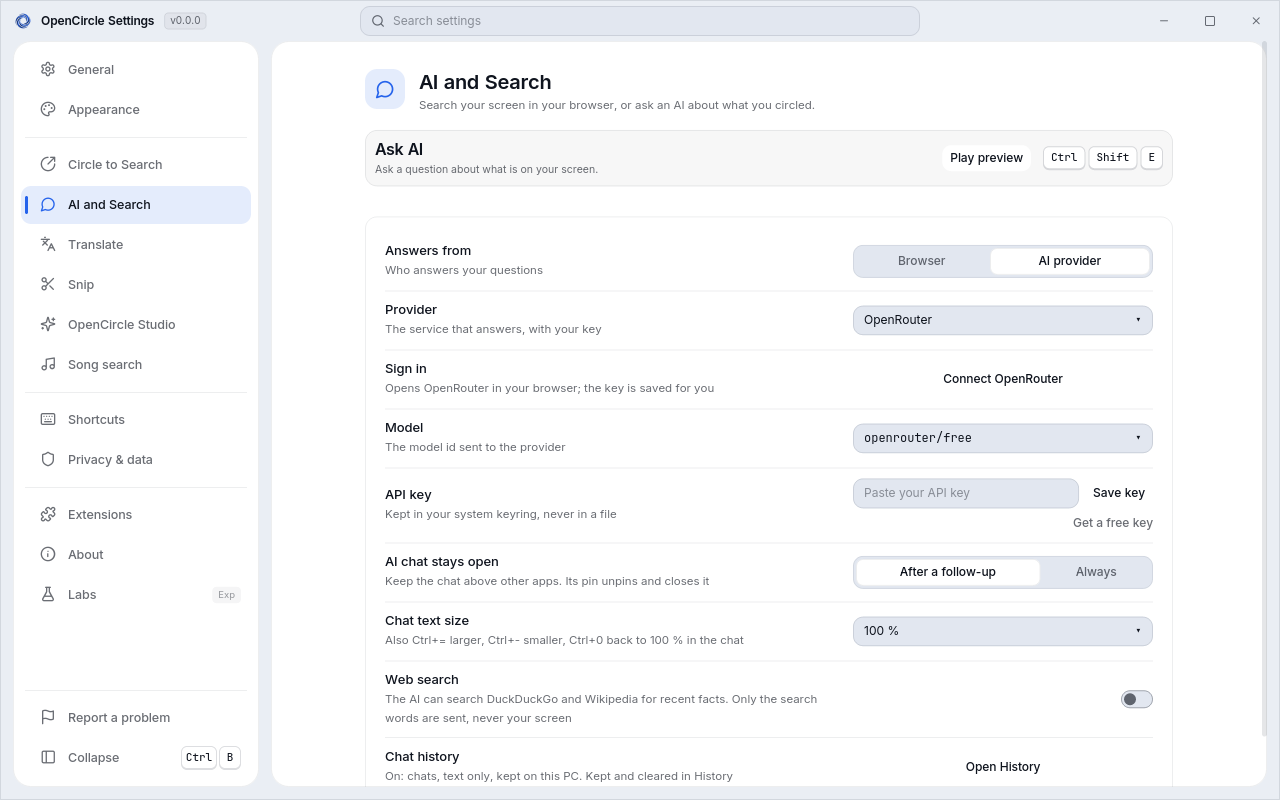 OpenCircle Settings
v0.0.0
Search settings
General
Appearance
Circle to Search
AI and Search
Translate
Snip
OpenCircle Studio
Song search
Shortcuts
Privacy & data
Extensions
About
Labs
Exp
Report a problem
Collapse
Ctrl B
AI and Search
Search your screen in your browser, or ask an AI about what you circled.
Ask AI
Ask a question about what is on your screen.
Play preview
Ctrl Shift E
Answers from
Who answers your questions
Browser
AI provider
Provider
The service that answers, with your key
OpenRouter
Sign in
Opens OpenRouter in your browser; the key is saved for you
Connect OpenRouter
Model
The model id sent to the provider
openrouter/free
API key
Kept in your system keyring, never in a file
Paste your API key
Save key
Get a free key
AI chat stays open
Keep the chat above other apps. Its pin unpins and closes it
After a follow-up
Always
Chat text size
Also Ctrl+= larger, Ctrl+- smaller, Ctrl+0 back to 100 % in the chat
100 %
Web search
The AI can search DuckDuckGo and Wikipedia for recent facts. Only the search
words are sent, never your screen
Chat history
On: chats, text only, kept on this PC. Kept and cleared in History
Open History